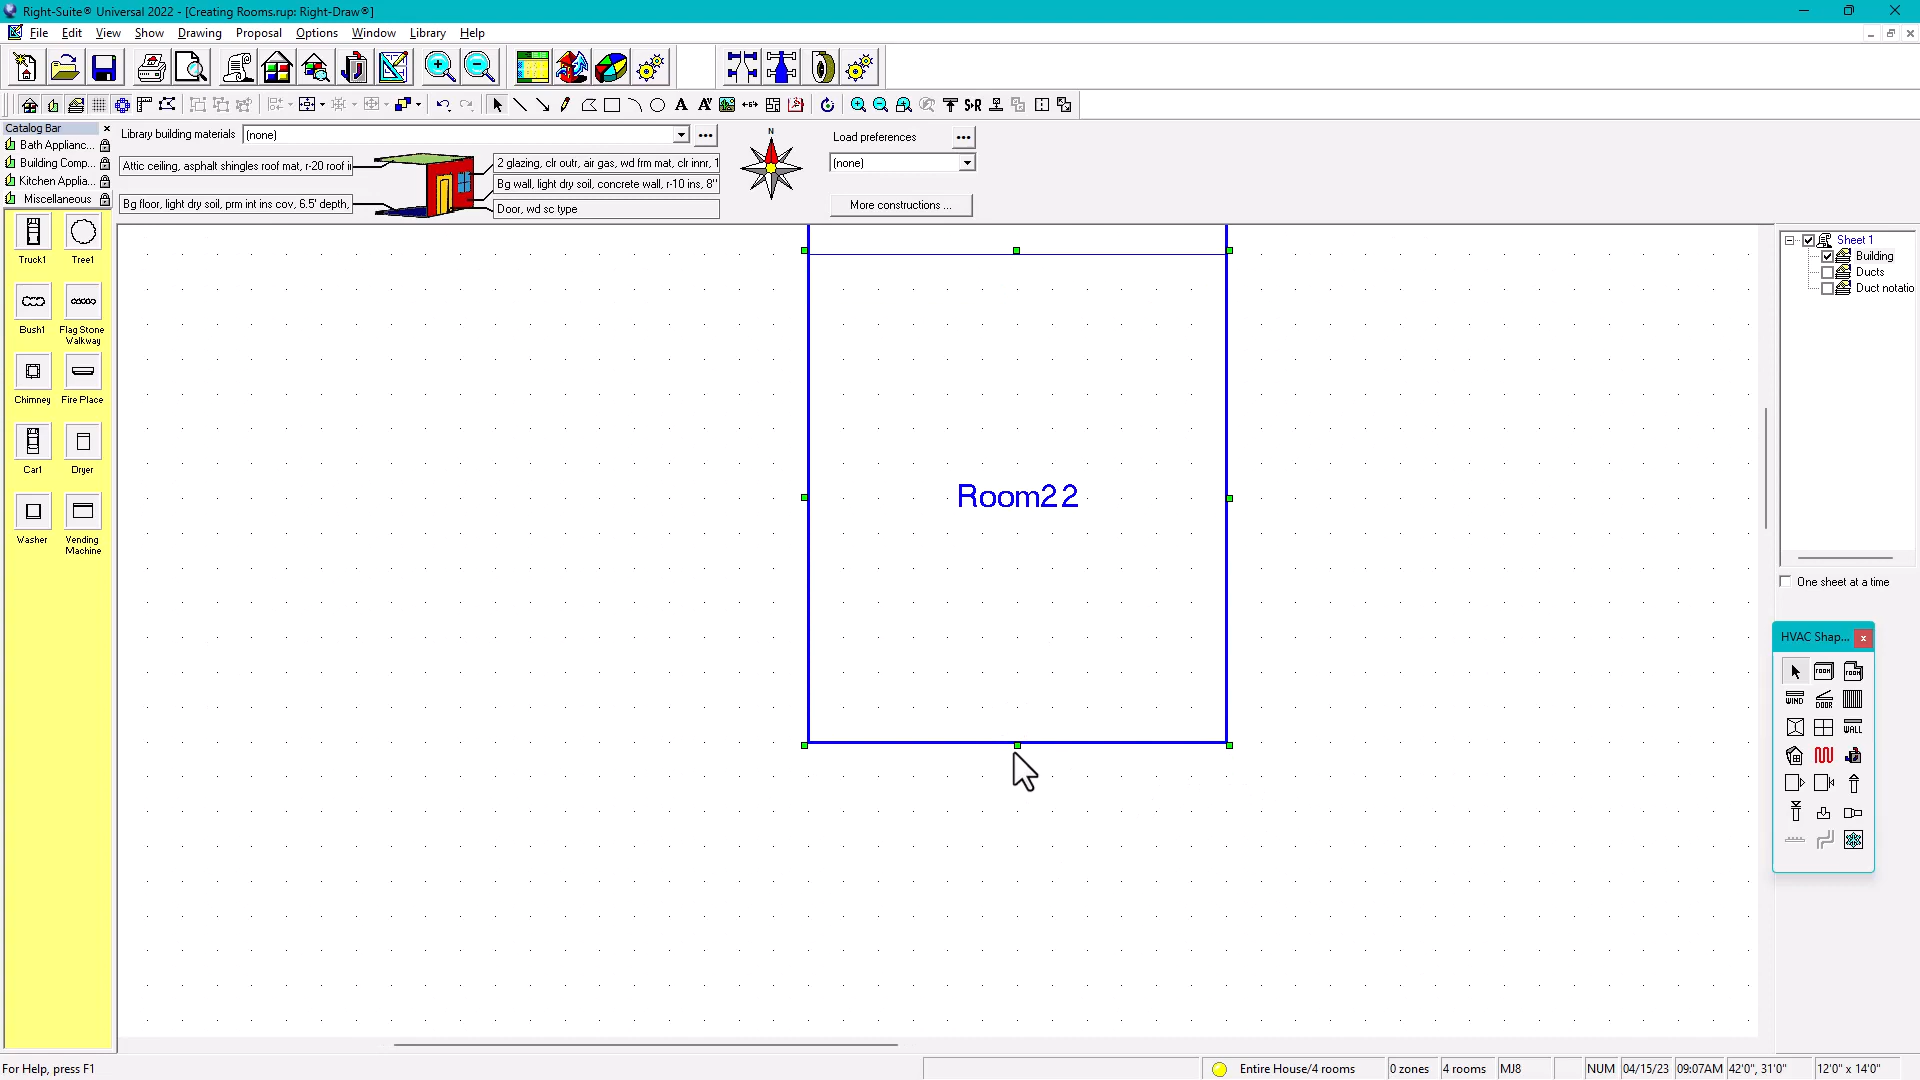 Right-Suite® Universal 2022 - [Creating Rooms.rup: Right-Draw®]
File Edit View Show Drawing Proposal Options Window Library Help
Catalog Bar
Bath Applianc...
Building Comp...
Kitchen Applia...
Miscellaneous
Library building materials (none)
Attic ceiling, asphalt shingles roof mat, r-20 roof i
Bg floor, light dry soil, prm int ins cov, 6.5' depth,
2 glazing, clr outr, air gas, wd frm mat, clr innr, 1
Bg wall, light dry soil, concrete wall, r-10 ins, 8"
Door, wd sc type
N
Load preferences
(none)
More constructions ...
Truck1 Tree1
Bush1 Flag Stone Walkway
Chimney Fire Place
Car1 Dryer
Washer Vending Machine
Room22
Sheet 1
Building
Ducts
Duct notatio
One sheet at a time
HVAC Shap...
ROOM ROOM
WIND DOOR
WALL
For Help, press F1
Entire House/4 rooms 0 zones 4 rooms MJ8 NUM 04/15/23 09:07AM 42'0", 31'0" 12'0" x 14'0"